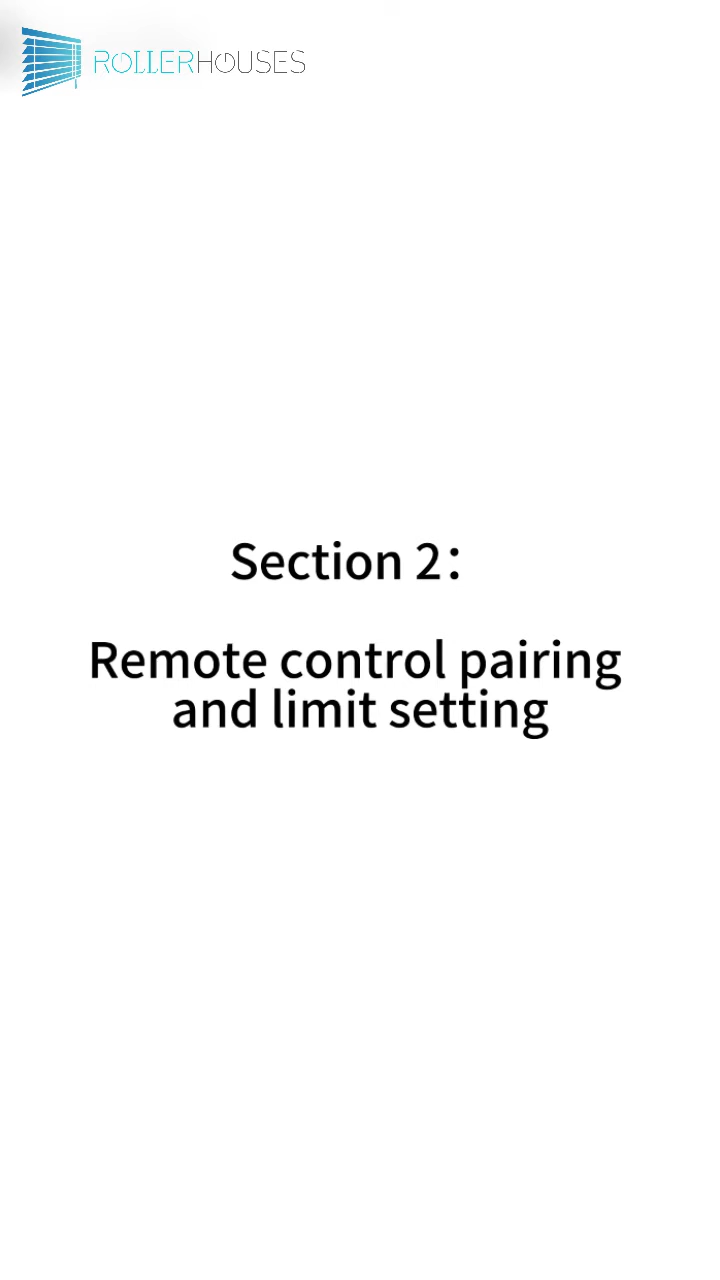 ROLLERHOUSES
Section 2：
Remote control pairing
and limit setting